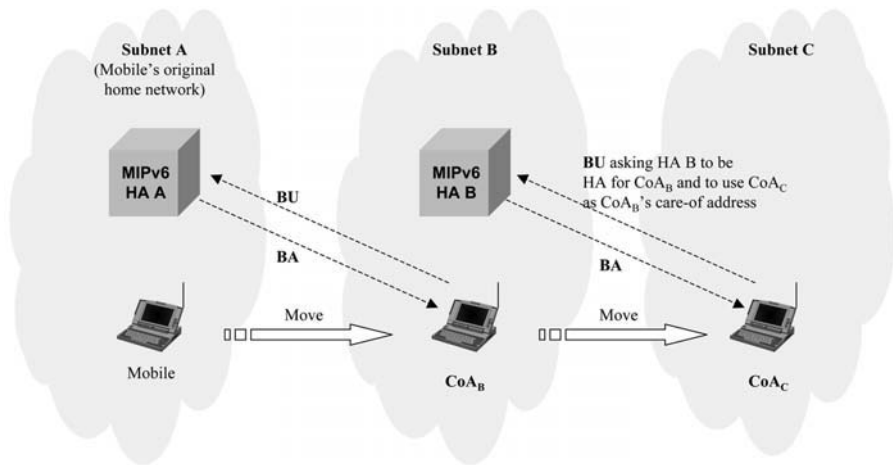 Subnet A
(Mobile's original
home network)
Subnet B
Subnet C
MIPv6
HA A
MIPv6
HA B
BU asking HA B to be
HA for CoA_B and to use CoA_C
as CoA_B's care-of address
BU
BA
BA
Move
Move
Mobile
CoA_B
CoA_C